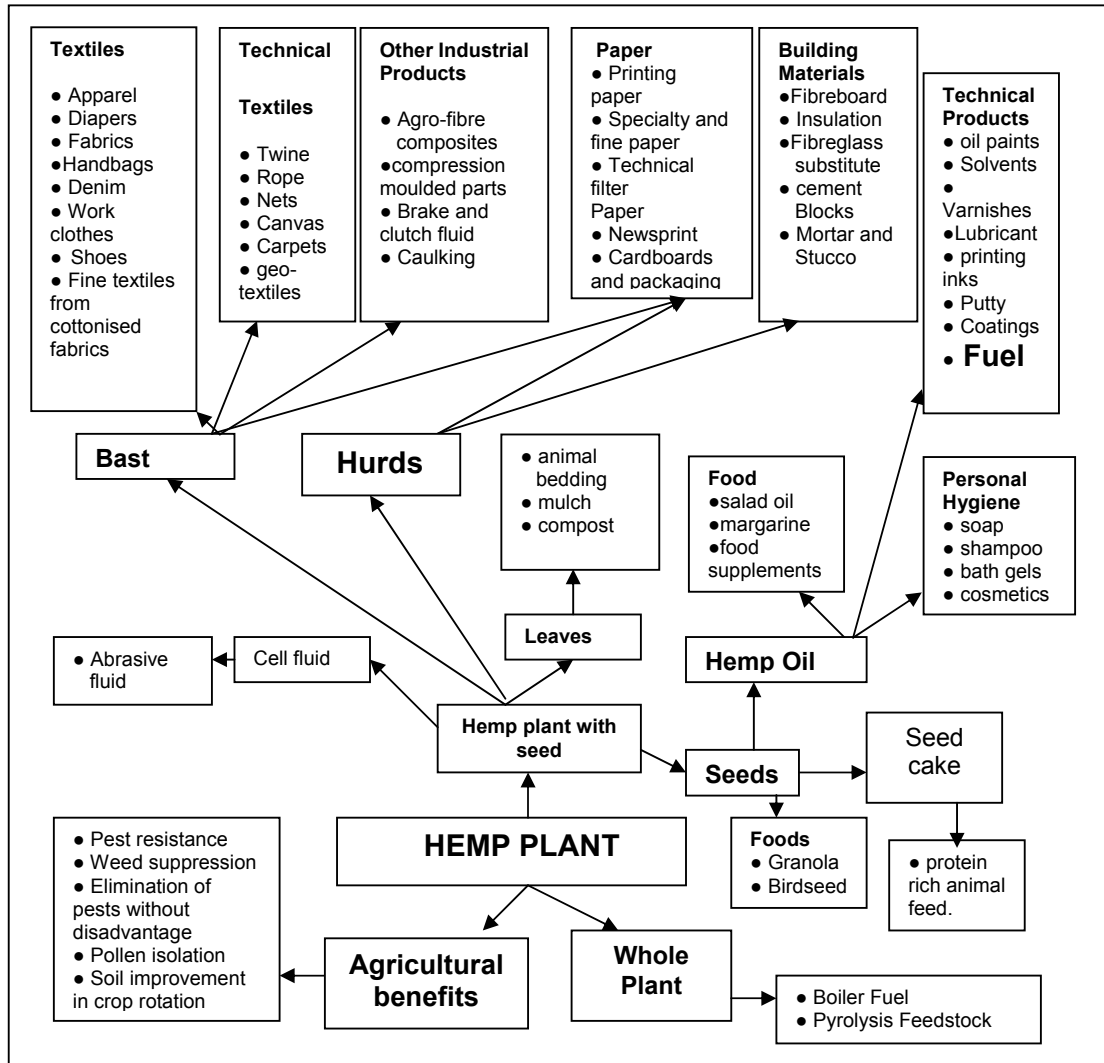 Textiles
● Apparel
● Diapers
● Fabrics
●Handbags
● Denim
● Work
clothes
● Shoes
● Fine textiles
from
cottonised
fabrics
Technical
Textiles
● Twine
● Rope
● Nets
● Canvas
● Carpets
● geo-
textiles
Other Industrial
Products
● Agro-fibre
composites
●compression
moulded parts
● Brake and
clutch fluid
● Caulking
Paper
● Printing
paper
● Specialty and
fine paper
● Technical
filter
Paper
● Newsprint
● Cardboards
and packaging
Building
Materials
●Fibreboard
● Insulation
●Fibreglass
substitute
● cement
Blocks
● Mortar and
Stucco
Technical
Products
● oil paints
● Solvents
●
Varnishes
●Lubricant
● printing
inks
● Putty
● Coatings
● Fuel
Bast
Hurds
● animal
bedding
● mulch
● compost
Food
●salad oil
●margarine
●food
supplements
Personal
Hygiene
● soap
● shampoo
● bath gels
● cosmetics
Leaves
Hemp Oil
● Abrasive
fluid
Cell fluid
Hemp plant with
seed
Seeds
Seed
cake
HEMP PLANT
Foods
● Granola
● Birdseed
● protein
rich animal
feed.
● Pest resistance
● Weed suppression
● Elimination of
pests without
disadvantage
● Pollen isolation
● Soil improvement
in crop rotation
Agricultural
benefits
Whole
Plant
● Boiler Fuel
● Pyrolysis Feedstock